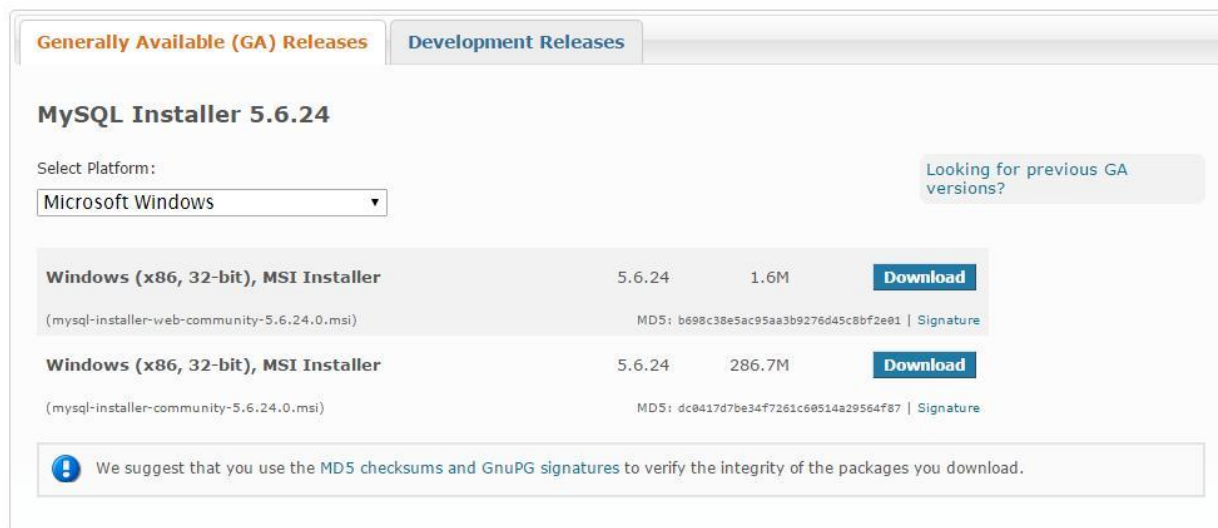 Generally Available (GA) Releases Development Releases
MySQL Installer 5.6.24
Select Platform:
Microsoft Windows
Looking for previous GA
versions?
Windows (x86, 32-bit), MSI Installer 5.6.24 1.6M Download
(mysql-installer-web-community-5.6.24.0.msi) MD5: b698c38e5ac95aa3b9276d45c8bf2e01 | Signature
Windows (x86, 32-bit), MSI Installer 5.6.24 286.7M Download
(mysql-installer-community-5.6.24.0.msi) MD5: dc0417d7be34f7261c60514a29564f87 | Signature
We suggest that you use the MD5 checksums and GnuPG signatures to verify the integrity of the packages you download.